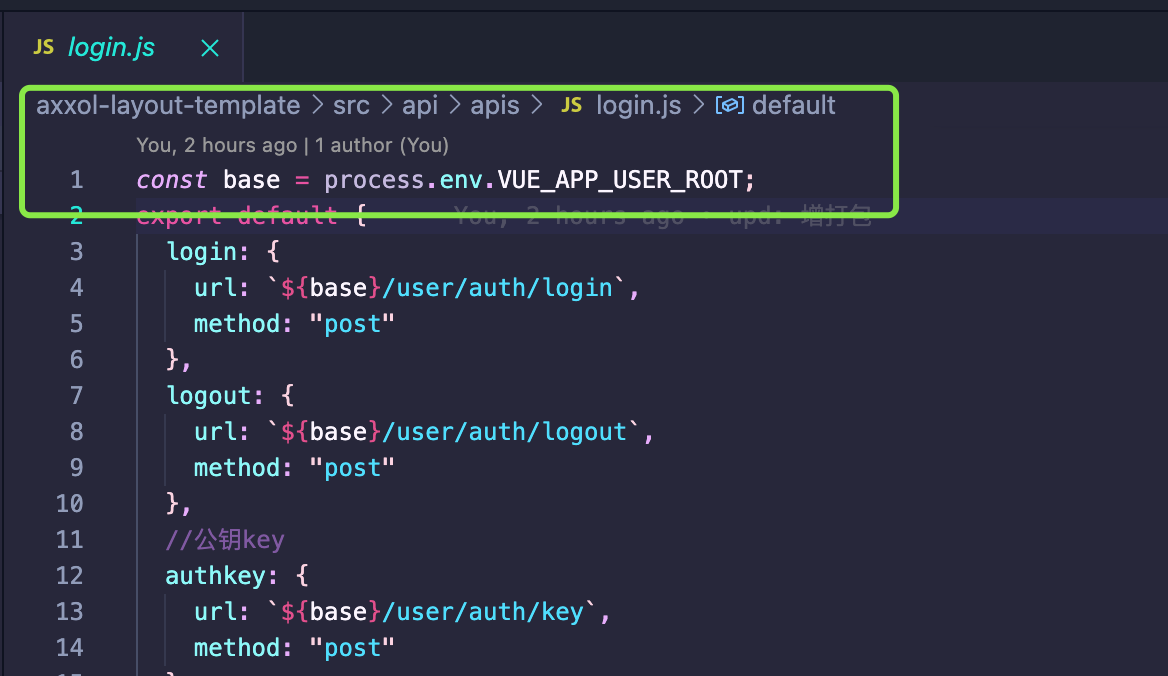 JS login.js ×
axxol-layout-template > src > api > apis > JS login.js > default
You, 2 hours ago | 1 author (You)
1 const base = process.env.VUE_APP_USER_ROOT;
2 export default { You, 2 hours ago • upd: 增打包
3 login: {
4 url: `${base}/user/auth/login`,
5 method: "post"
6 },
7 logout: {
8 url: `${base}/user/auth/logout`,
9 method: "post"
10 },
11 //公钥key
12 authkey: {
13 url: `${base}/user/auth/key`,
14 method: "post"